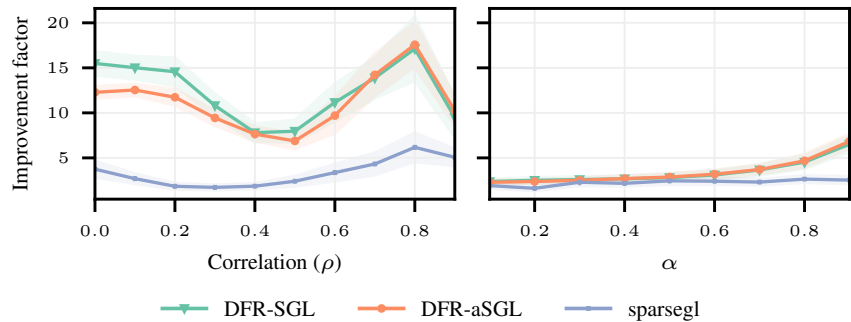 Improvement factor
20
15
10
5
0.0 0.2 0.4 0.6 0.8
0.2 0.4 0.6 0.8
Correlation (ρ)
α
DFR-SGL DFR-aSGL sparsegl